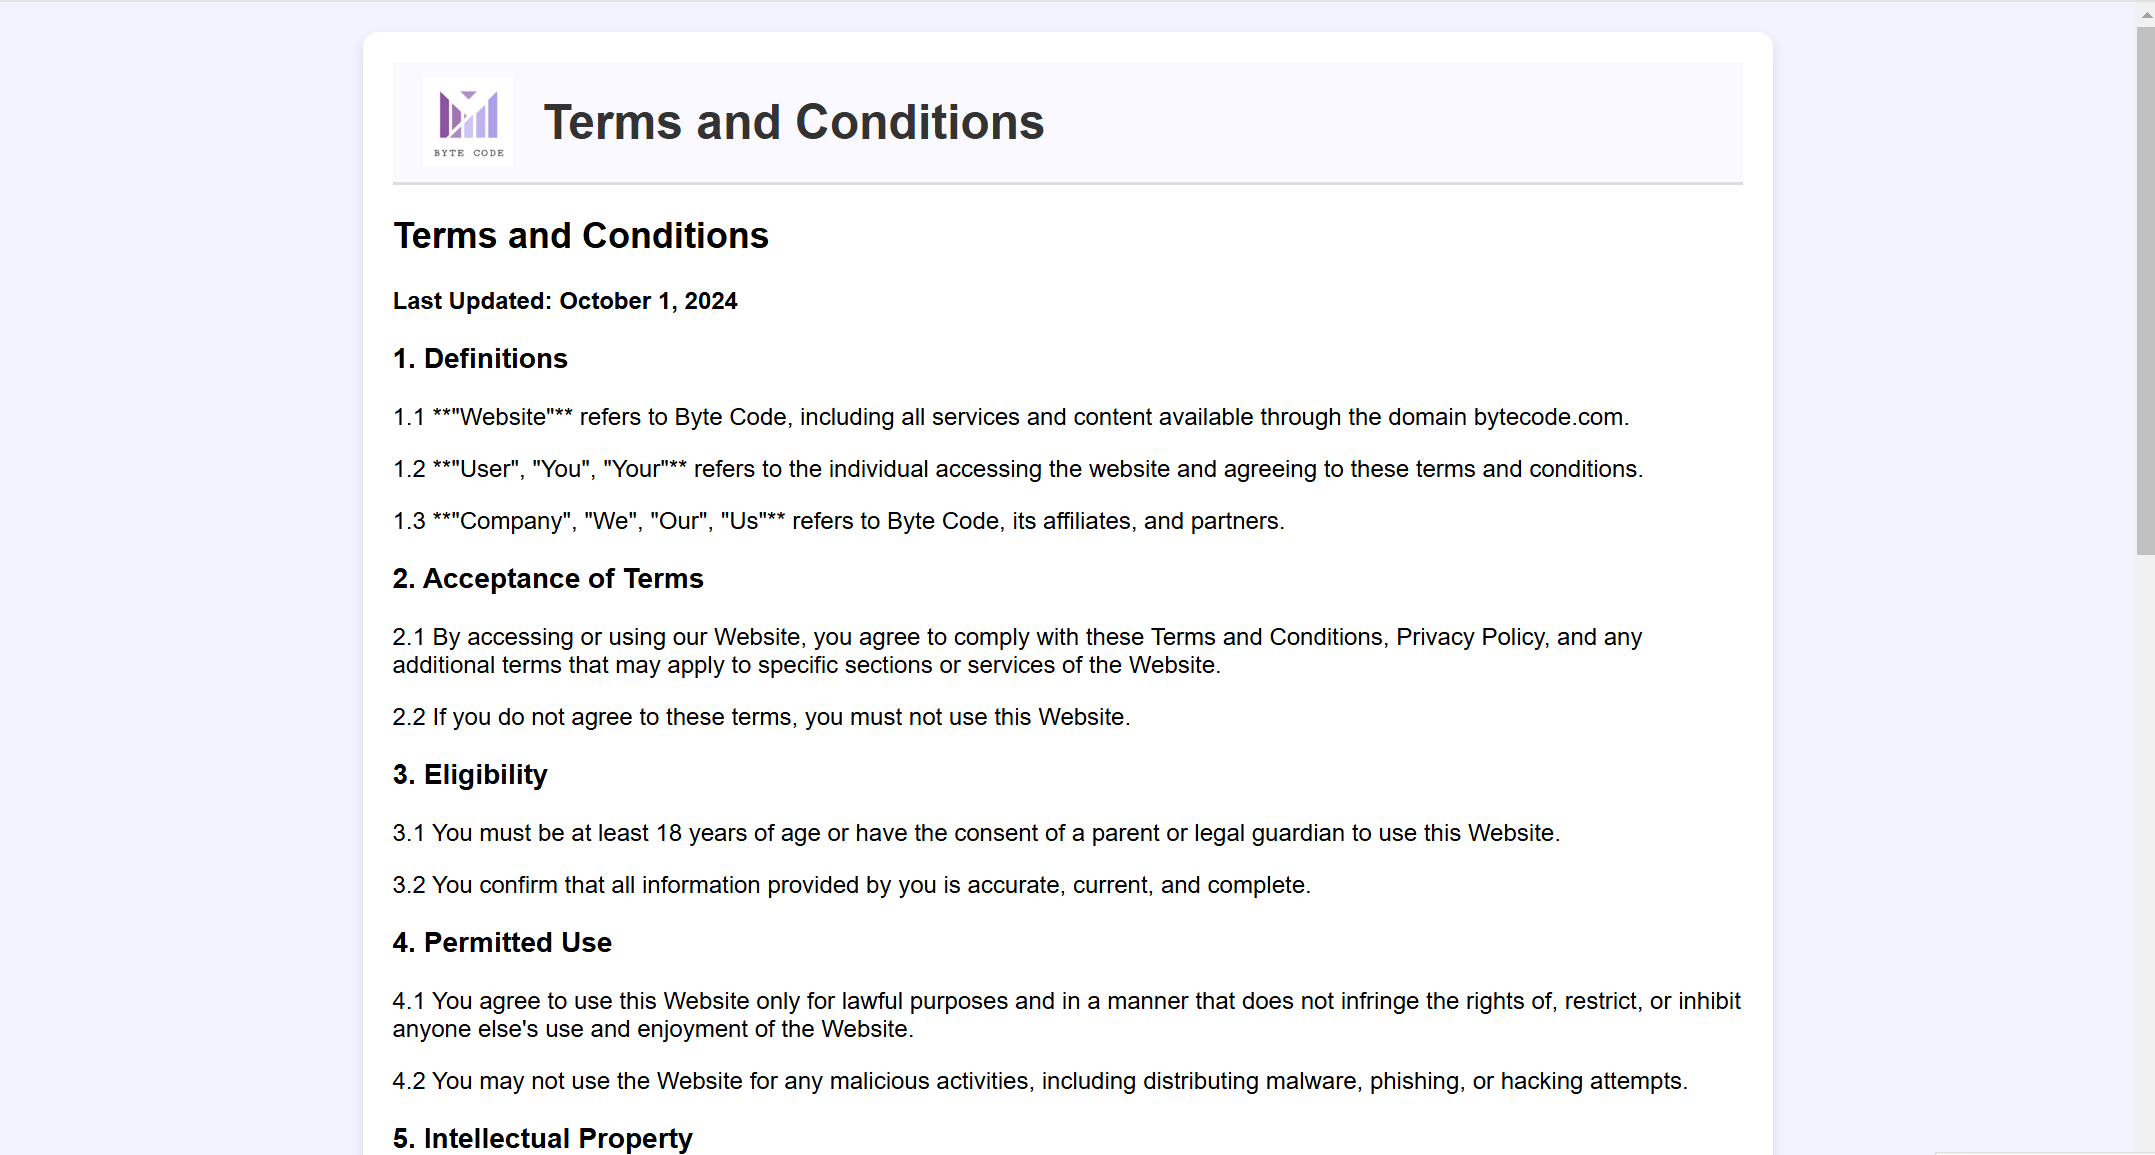 BYTE CODE
Terms and Conditions
Terms and Conditions
Last Updated: October 1, 2024
1. Definitions
1.1 **"Website"** refers to Byte Code, including all services and content available through the domain bytecode.com.
1.2 **"User", "You", "Your"** refers to the individual accessing the website and agreeing to these terms and conditions.
1.3 **"Company", "We", "Our", "Us"** refers to Byte Code, its affiliates, and partners.
2. Acceptance of Terms
2.1 By accessing or using our Website, you agree to comply with these Terms and Conditions, Privacy Policy, and any
additional terms that may apply to specific sections or services of the Website.
2.2 If you do not agree to these terms, you must not use this Website.
3. Eligibility
3.1 You must be at least 18 years of age or have the consent of a parent or legal guardian to use this Website.
3.2 You confirm that all information provided by you is accurate, current, and complete.
4. Permitted Use
4.1 You agree to use this Website only for lawful purposes and in a manner that does not infringe the rights of, restrict, or inhibit
anyone else's use and enjoyment of the Website.
4.2 You may not use the Website for any malicious activities, including distributing malware, phishing, or hacking attempts.
5. Intellectual Property